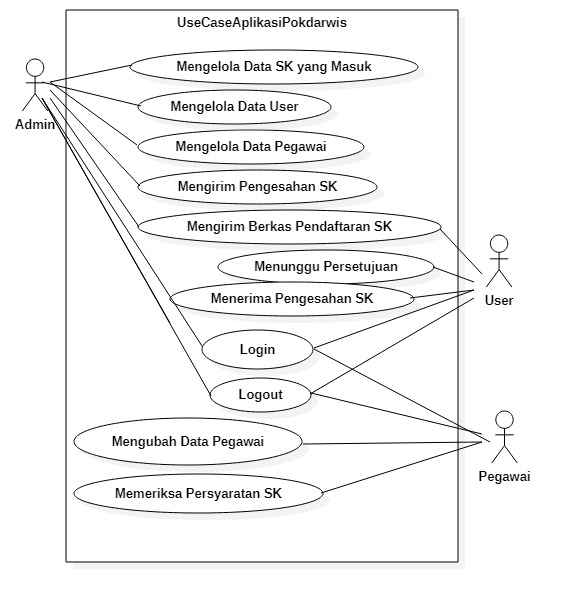 UseCaseAplikasiPokdarwis
Mengelola Data SK yang Masuk
Mengelola Data User
Admin
Mengelola Data Pegawai
Mengirim Pengesahan SK
Mengirim Berkas Pendaftaran SK
Menunggu Persetujuan
Menerima Pengesahan SK
User
Login
Logout
Mengubah Data Pegawai
Pegawai
Memeriksa Persyaratan SK